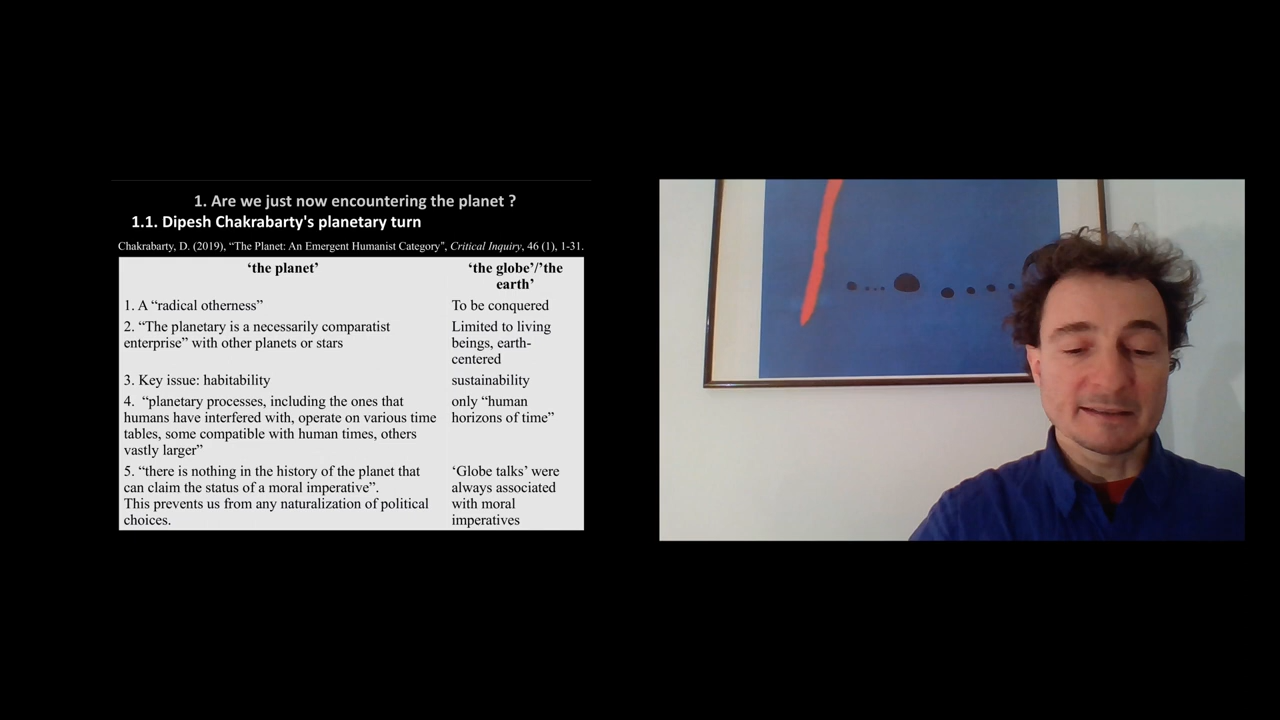 1. Are we just now encountering the planet ?
1.1. Dipesh Chakrabarty's planetary turn
Chakrabarty, D. (2019), “The Planet: An Emergent Humanist Category”, Critical Inquiry, 46 (1), 1-31.
‘the planet’
‘the globe’/’the
earth’
1. A “radical otherness”
To be conquered
2. “The planetary is a necessarily comparatist
enterprise” with other planets or stars
Limited to living
beings, earth-
centered
3. Key issue: habitability
sustainability
4.  “planetary processes, including the ones that
humans have interfered with, operate on various time
tables, some compatible with human times, others
vastly larger”
only “human
horizons of time”
5. “there is nothing in the history of the planet that
can claim the status of a moral imperative”.
This prevents us from any naturalization of political
choices.
‘Globe talks’ were
always associated
with moral
imperatives